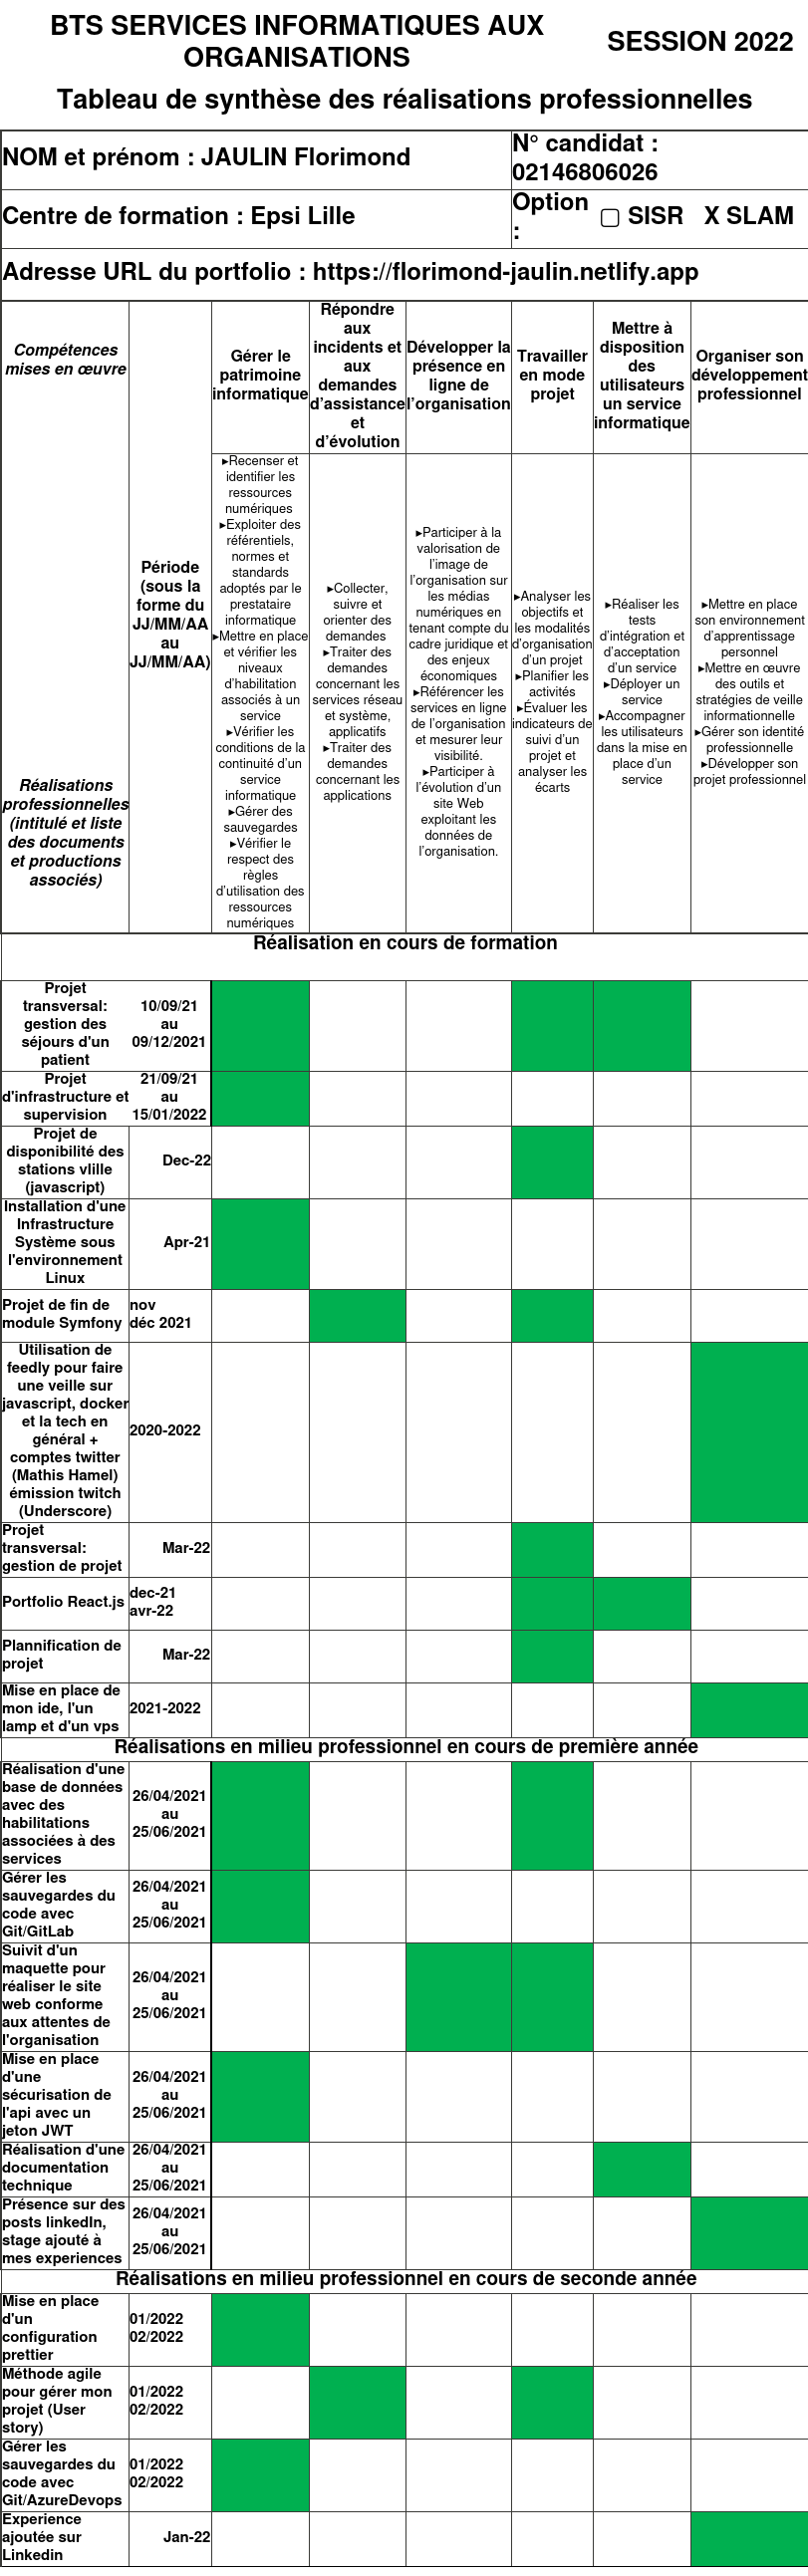 BTS SERVICES INFORMATIQUES AUX
ORGANISATIONS
SESSION 2022
Tableau de synthèse des réalisations professionnelles
NOM et prénom : JAULIN Florimond
N° candidat :
02146806026
Centre de formation : Epsi Lille
Option
:
▢ SISR X SLAM
Adresse URL du portfolio : https://florimond-jaulin.netlify.app
Compétences
mises en œuvre
Réalisations
professionnelles
(intitulé et liste
des documents
et productions
associés)
Période
(sous la
forme du
JJ/MM/AA
au
JJ/MM/AA)
Gérer le
patrimoine
informatique
Répondre
aux
incidents et
aux
demandes
d’assistance
et
d’évolution
Développer la
présence en
ligne de
l’organisation
Travailler
en mode
projet
Mettre à
disposition
des
utilisateurs
un service
informatique
Organiser son
développement
professionnel
▸Recenser et
identifier les
ressources
numériques
▸Exploiter des
référentiels,
normes et
standards
adoptés par le
prestataire
informatique
▸Mettre en place
et vérifier les
niveaux
d’habilitation
associés à un
service
▸Vérifier les
conditions de la
continuité d’un
service
informatique
▸Gérer des
sauvegardes
▸Vérifier le
respect des
règles
d’utilisation des
ressources
numériques
▸Collecter,
suivre et
orienter des
demandes
▸Traiter des
demandes
concernant les
services réseau
et système,
applicatifs
▸Traiter des
demandes
concernant les
applications
▸Participer à la
valorisation de
l’image de
l’organisation sur
les médias
numériques en
tenant compte du
cadre juridique et
des enjeux
économiques
▸Référencer les
services en ligne
de l’organisation
et mesurer leur
visibilité.
▸Participer à
l’évolution d’un
site Web
exploitant les
données de
l’organisation.
▸Analyser les
objectifs et
les modalités
d’organisation
d’un projet
▸Planifier les
activités
▸Évaluer les
indicateurs de
suivi d’un
projet et
analyser les
écarts
▸Réaliser les
tests
d’intégration et
d’acceptation
d’un service
▸Déployer un
service
▸Accompagner
les utilisateurs
dans la mise en
place d’un
service
▸Mettre en place
son environnement
d’apprentissage
personnel
▸Mettre en œuvre
des outils et
stratégies de veille
informationnelle
▸Gérer son identité
professionnelle
▸Développer son
projet professionnel
Réalisation en cours de formation
Projet
transversal:
gestion des
séjours d'un
patient
10/09/21
au
09/12/2021
Projet
d'infrastructure et
supervision
21/09/21
au
15/01/2022
Projet de
disponibilité des
stations vlille
(javascript)
Dec-22
Installation d'une
Infrastructure
Système sous
l'environnement
Linux
Apr-21
Projet de fin de
module Symfony
nov
déc 2021
Utilisation de
feedly pour faire
une veille sur
javascript, docker
et la tech en
général +
comptes twitter
(Mathis Hamel)
émission twitch
(Underscore)
2020-2022
Projet
transversal:
gestion de projet
Mar-22
Portfolio React.js
dec-21
avr-22
Plannification de
projet
Mar-22
Mise en place de
mon ide, l'un
lamp et d'un vps
2021-2022
Réalisations en milieu professionnel en cours de première année
Réalisation d'une
base de données
avec des
habilitations
associées à des
services
26/04/2021
au
25/06/2021
Gérer les
sauvegardes du
code avec
Git/GitLab
26/04/2021
au
25/06/2021
Suivit d'un
maquette pour
réaliser le site
web conforme
aux attentes de
l'organisation
26/04/2021
au
25/06/2021
Mise en place
d'une
sécurisation de
l'api avec un
jeton JWT
26/04/2021
au
25/06/2021
Réalisation d'une
documentation
technique
26/04/2021
au
25/06/2021
Présence sur des
posts linkedIn,
stage ajouté à
mes experiences
26/04/2021
au
25/06/2021
Réalisations en milieu professionnel en cours de seconde année
Mise en place
d'un
configuration
prettier
01/2022
02/2022
Méthode agile
pour gérer mon
projet (User
story)
01/2022
02/2022
Gérer les
sauvegardes du
code avec
Git/AzureDevops
01/2022
02/2022
Experience
ajoutée sur
Linkedin
Jan-22